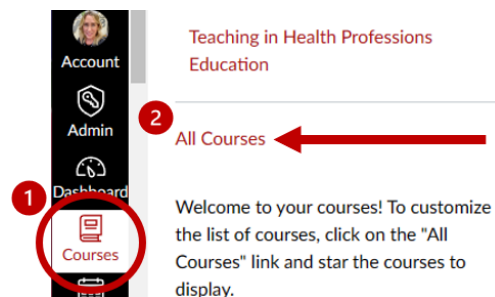 Account
Admin
Dashboard
Courses
1
2
Teaching in Health Professions
Education
All Courses
Welcome to your courses! To customize
the list of courses, click on the "All
Courses" link and star the courses to
display.